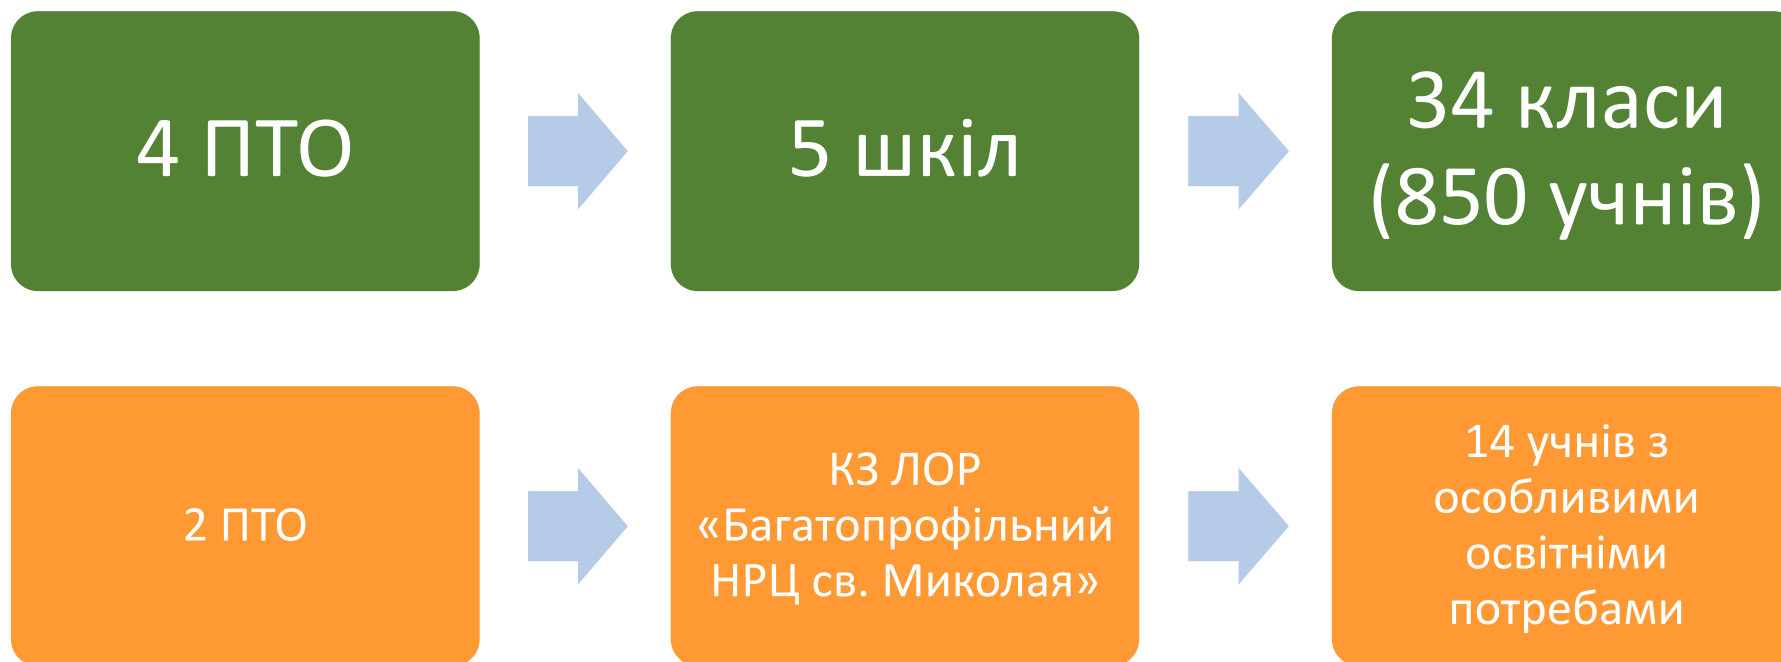 4 ПТО
5 шкіл
34 класи
(850 учнів)
2 ПТО
КЗ ЛОР
«Багатопрофільний
НРЦ св. Миколая»
14 учнів з
особливими
освітніми
потребами